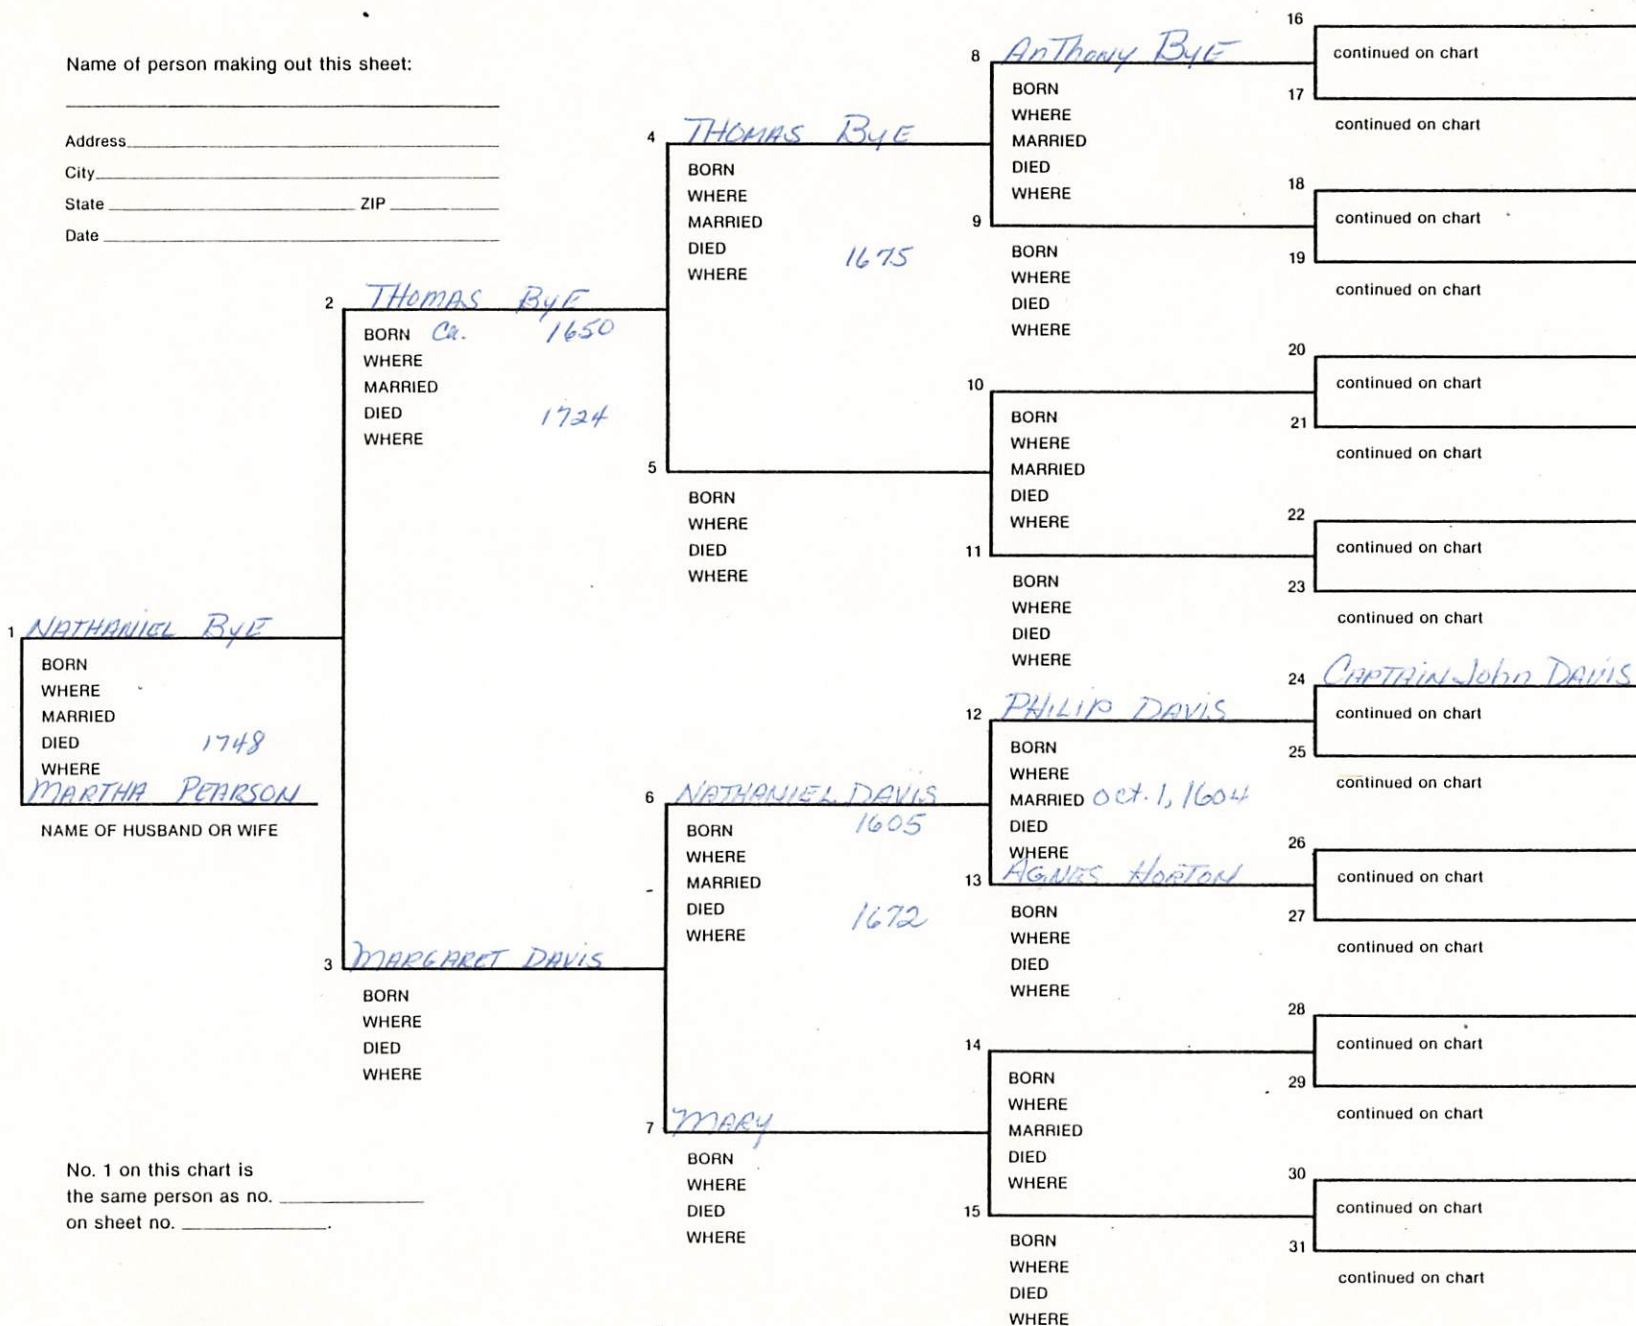 Name of person making out this sheet:
Address
City
State ZIP
Date
1 NATHANIEL BYE
BORN
WHERE
MARRIED
DIED 1748
WHERE
MARTHA PEARSON
NAME OF HUSBAND OR WIFE
2 THOMAS BYE
BORN Ca. 1650
WHERE
MARRIED
DIED 1724
WHERE
3 MARGARET DAVIS
BORN
WHERE
DIED
WHERE
No. 1 on this chart is
the same person as no.
on sheet no. .
4 THOMAS BYE
BORN
WHERE
MARRIED
DIED 1675
WHERE
5
BORN
WHERE
DIED
WHERE
6 NATHANIEL DAVIS
BORN 1605
WHERE
MARRIED
DIED 1672
WHERE
7 MARY
BORN
WHERE
DIED
WHERE
8 AnThony ByE
BORN
WHERE
MARRIED
DIED
WHERE
9
BORN
WHERE
DIED
WHERE
10
BORN
WHERE
MARRIED
DIED
WHERE
11
BORN
WHERE
DIED
WHERE
12 PHILIP DAVIS
BORN
WHERE
MARRIED Oct. 1, 1604
DIED
WHERE
13 AGNES HORTON
BORN
WHERE
DIED
WHERE
14
BORN
WHERE
MARRIED
DIED
WHERE
15
BORN
WHERE
DIED
WHERE
16
continued on chart
17
continued on chart
18
continued on chart
19
continued on chart
20
continued on chart
21
continued on chart
22
continued on chart
23
continued on chart
24 CAPTAIN John DAVIS
continued on chart
25
continued on chart
26
continued on chart
27
continued on chart
28
continued on chart
29
continued on chart
30
continued on chart
31
continued on chart